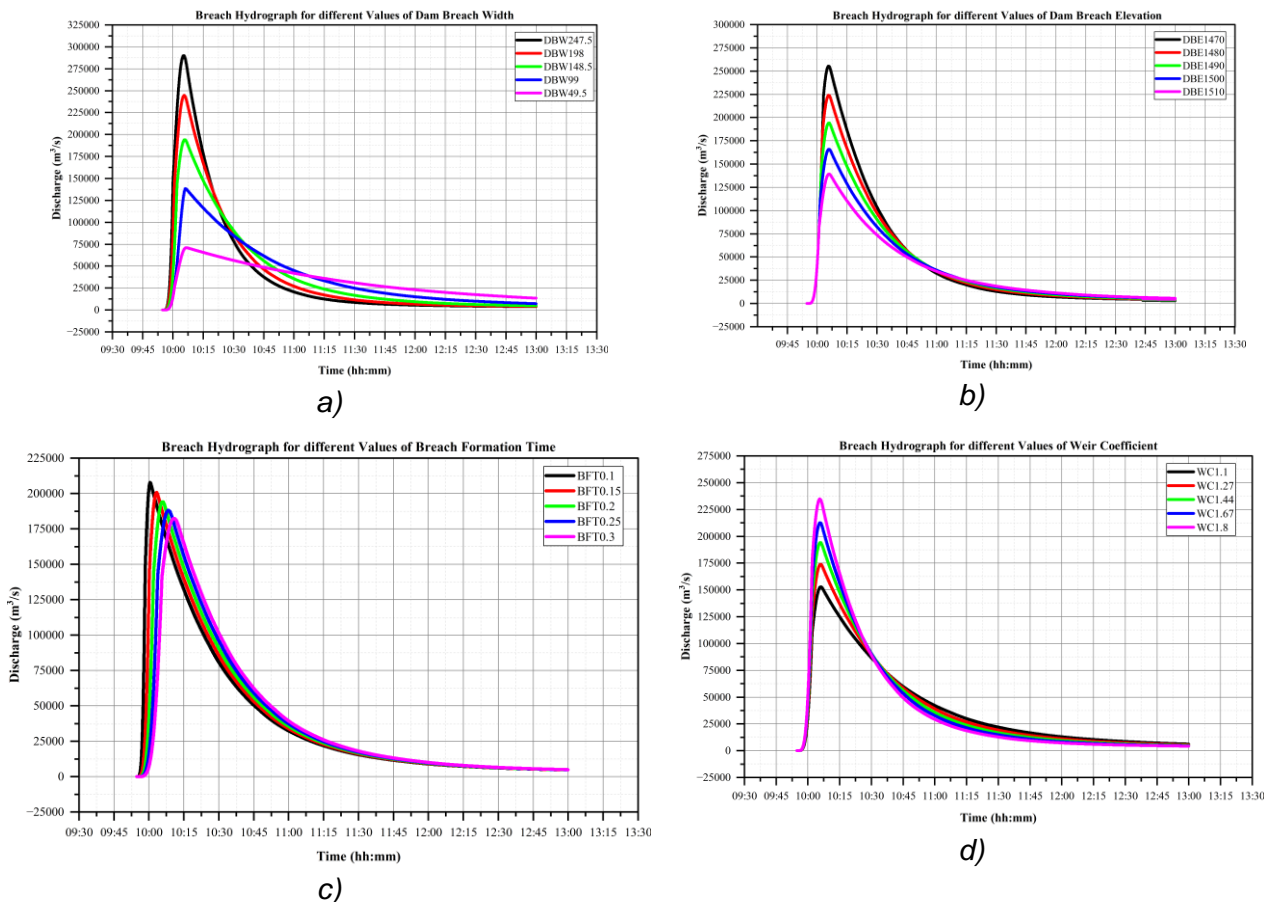 Breach Hydrograph for different Values of Dam Breach Width
325000
300000
275000
250000
225000
200000
175000
150000
125000
100000
75000
50000
25000
0
−25000
Discharge (m³/s)
DBW247.5
DBW198
DBW148.5
DBW99
DBW49.5
09:30 09:45 10:00 10:15 10:30 10:45 11:00 11:15 11:30 11:45 12:00 12:15 12:30 12:45 13:00 13:15 13:30
Time (hh:mm)
a)
Breach Hydrograph for different Values of Dam Breach Elevation
300000
275000
250000
225000
200000
175000
150000
125000
100000
75000
50000
25000
0
−25000
Discharge (m³/s)
DBE1470
DBE1480
DBE1490
DBE1500
DBE1510
09:45 10:00 10:15 10:30 10:45 11:00 11:15 11:30 11:45 12:00 12:15 12:30 12:45 13:00 13:15 13:30
Time (hh:mm)
b)
Breach Hydrograph for different Values of Breach Formation Time
225000
200000
175000
150000
125000
100000
75000
50000
25000
0
−25000
Discharge (m³/s)
BFT0.1
BFT0.15
BFT0.2
BFT0.25
BFT0.3
09:30 09:45 10:00 10:15 10:30 10:45 11:00 11:15 11:30 11:45 12:00 12:15 12:30 12:45 13:00 13:15 13:30
Time (hh:mm)
c)
Breach Hydrograph for different Values of Weir Coefficient
275000
250000
225000
200000
175000
150000
125000
100000
75000
50000
25000
0
−25000
Discharge (m³/s)
WC1.1
WC1.27
WC1.44
WC1.67
WC1.8
09:30 09:45 10:00 10:15 10:30 10:45 11:00 11:15 11:30 11:45 12:00 12:15 12:30 12:45 13:00 13:15 13:30
Time (hh:mm)
d)